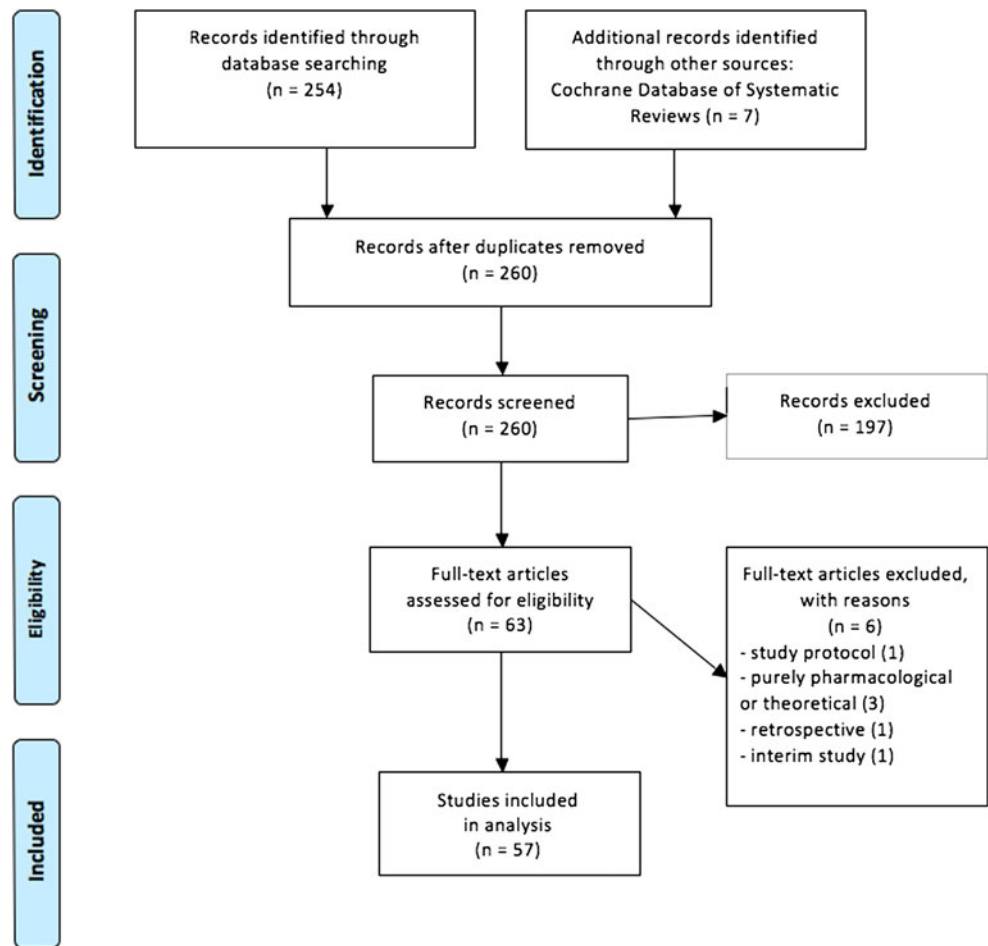 Identification
Records identified through
database searching
(n = 254)
Additional records identified
through other sources:
Cochrane Database of Systematic
Reviews (n = 7)
Records after duplicates removed
(n = 260)
Screening
Records screened
(n = 260)
Records excluded
(n = 197)
Eligibility
Full-text articles
assessed for eligibility
(n = 63)
Full-text articles excluded,
with reasons
(n = 6)
- study protocol (1)
- purely pharmacological
or theoretical (3)
- retrospective (1)
- interim study (1)
Included
Studies included
in analysis
(n = 57)